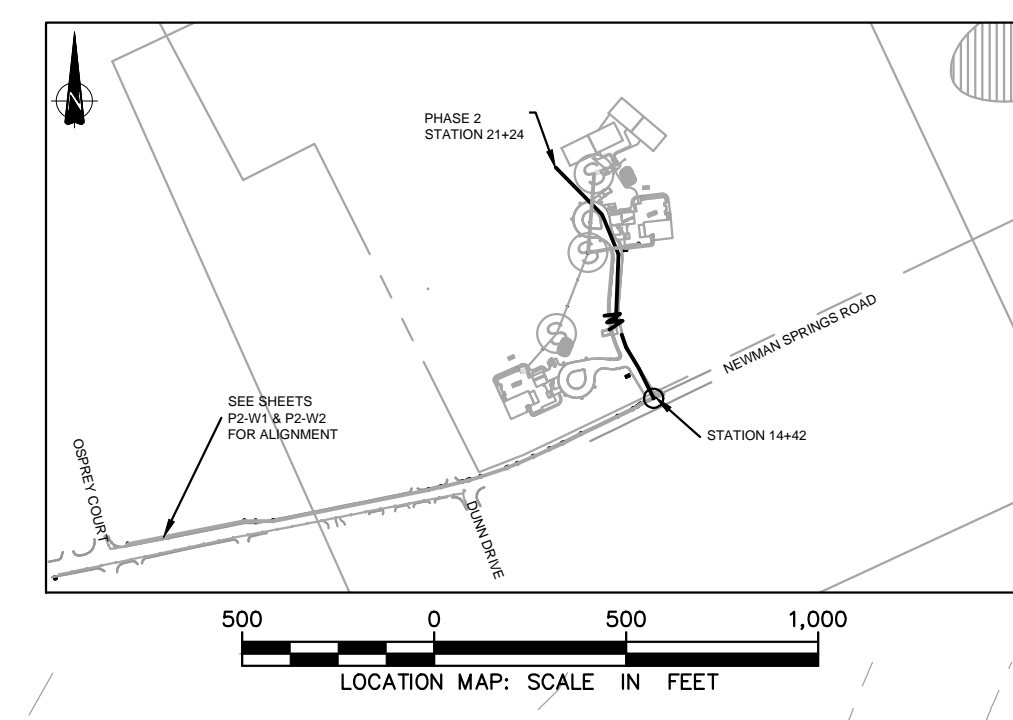 N
PHASE 2
STATION 21+24
NEWMAN SPRINGS ROAD
SEE SHEETS
P2-W1 & P2-W2
FOR ALIGNMENT
STATION 14+42
OSPREY COURT
DUNN DRIVE
500 0 500 1,000
LOCATION MAP: SCALE IN FEET